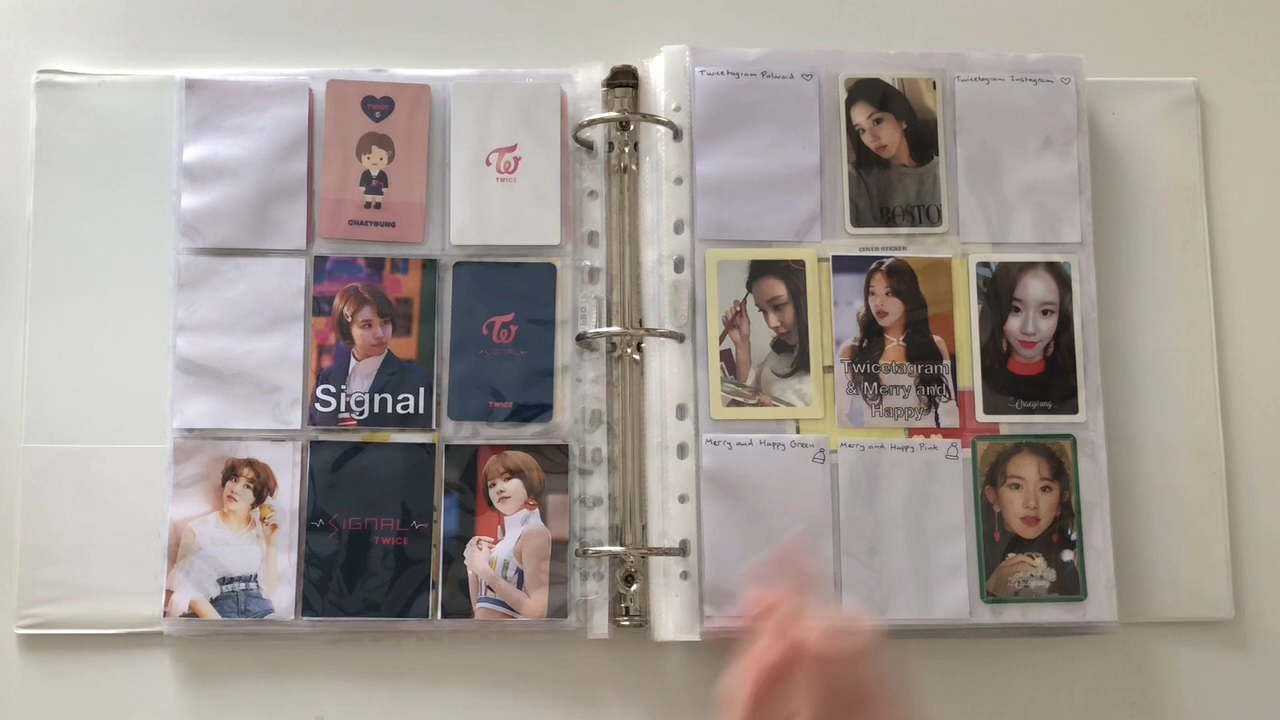 TWICE
5
CHAEYOUNG
TWICE
Signal
SIGNAL
TWICE
SIGNAL
TWICE
Twicetagram Polaroid
BOSTO
Twicetagram Instagram
COVER STICKER
Twicetagram
& Merry and
Happy
Chaeyoung
Merry and Happy Green
Merry and Happy Pink